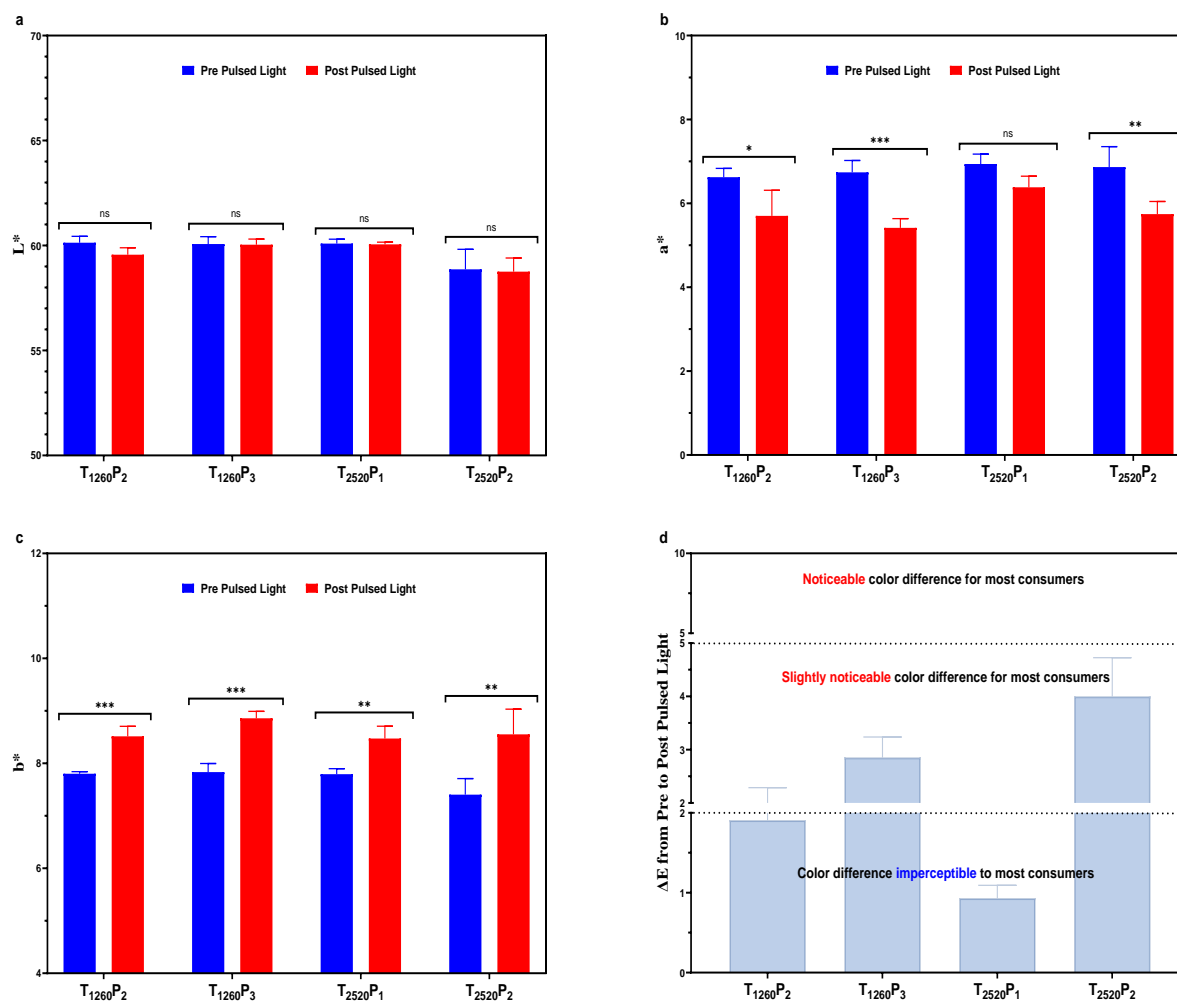 a
70
65
60
55
50
L*
Pre Pulsed Light Post Pulsed Light
ns ns ns ns
T1260P2 T1260P3 T2520P1 T2520P2
b
10
8
6
4
2
0
a*
Pre Pulsed Light Post Pulsed Light
* *** ns **
T1260P2 T1260P3 T2520P1 T2520P2
c
12
10
8
6
4
b*
Pre Pulsed Light Post Pulsed Light
*** *** ** **
T1260P2 T1260P3 T2520P1 T2520P2
d
10
5
5
4
3
2
2
1
0
ΔE from Pre to Post Pulsed Light
Noticeable color difference for most consumers
Slightly noticeable color difference for most consumers
Color difference imperceptible to most consumers
T1260P2 T1260P3 T2520P1 T2520P2